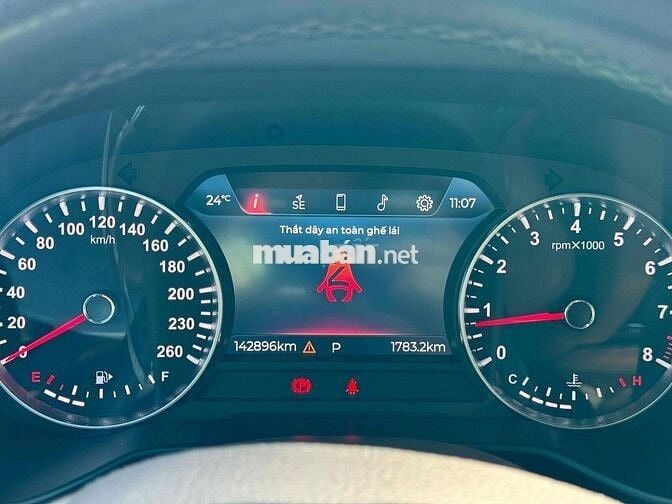 24°C i SE 11:07
Thắt dây an toàn ghế lái
muaban.net
0 20 40 60 80 100 120 140 160 180 200 230 260
km/h
E F
142896km P 1783.2km
(P)
0 1 2 3 4 5 6 7 8
rpmX1000
C H